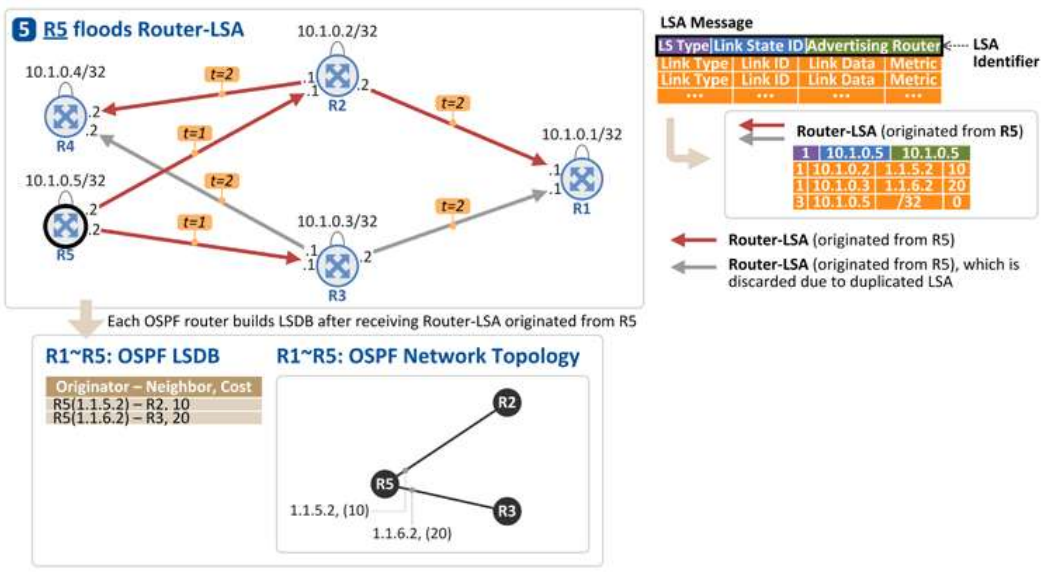 5 R5 floods Router-LSA
10.1.0.2/32
10.1.0.4/32
t=2
.1
.1
.2
R2
.2
.2
R4
t=1
t=2
10.1.0.1/32
.1
.1
R1
10.1.0.5/32
t=2
.2
.2
R5
t=1
10.1.0.3/32
t=2
.1
.1
.2
R3
LSA Message
LS Type Link State ID Advertising Router
LSA
Identifier
Link Type Link ID Link Data Metric
Link Type Link ID Link Data Metric
... ... ... ...
Router-LSA (originated from R5)
1 10.1.0.5 10.1.0.5
1 10.1.0.2 1.1.5.2 10
1 10.1.0.3 1.1.6.2 20
3 10.1.0.5 /32 0
Router-LSA (originated from R5)
Router-LSA (originated from R5), which is
discarded due to duplicated LSA
Each OSPF router builds LSDB after receiving Router-LSA originated from R5
R1~R5: OSPF LSDB
Originator – Neighbor, Cost
R5(1.1.5.2) – R2, 10
R5(1.1.6.2) – R3, 20
R1~R5: OSPF Network Topology
R2
R5
R3
1.1.5.2, (10)
1.1.6.2, (20)